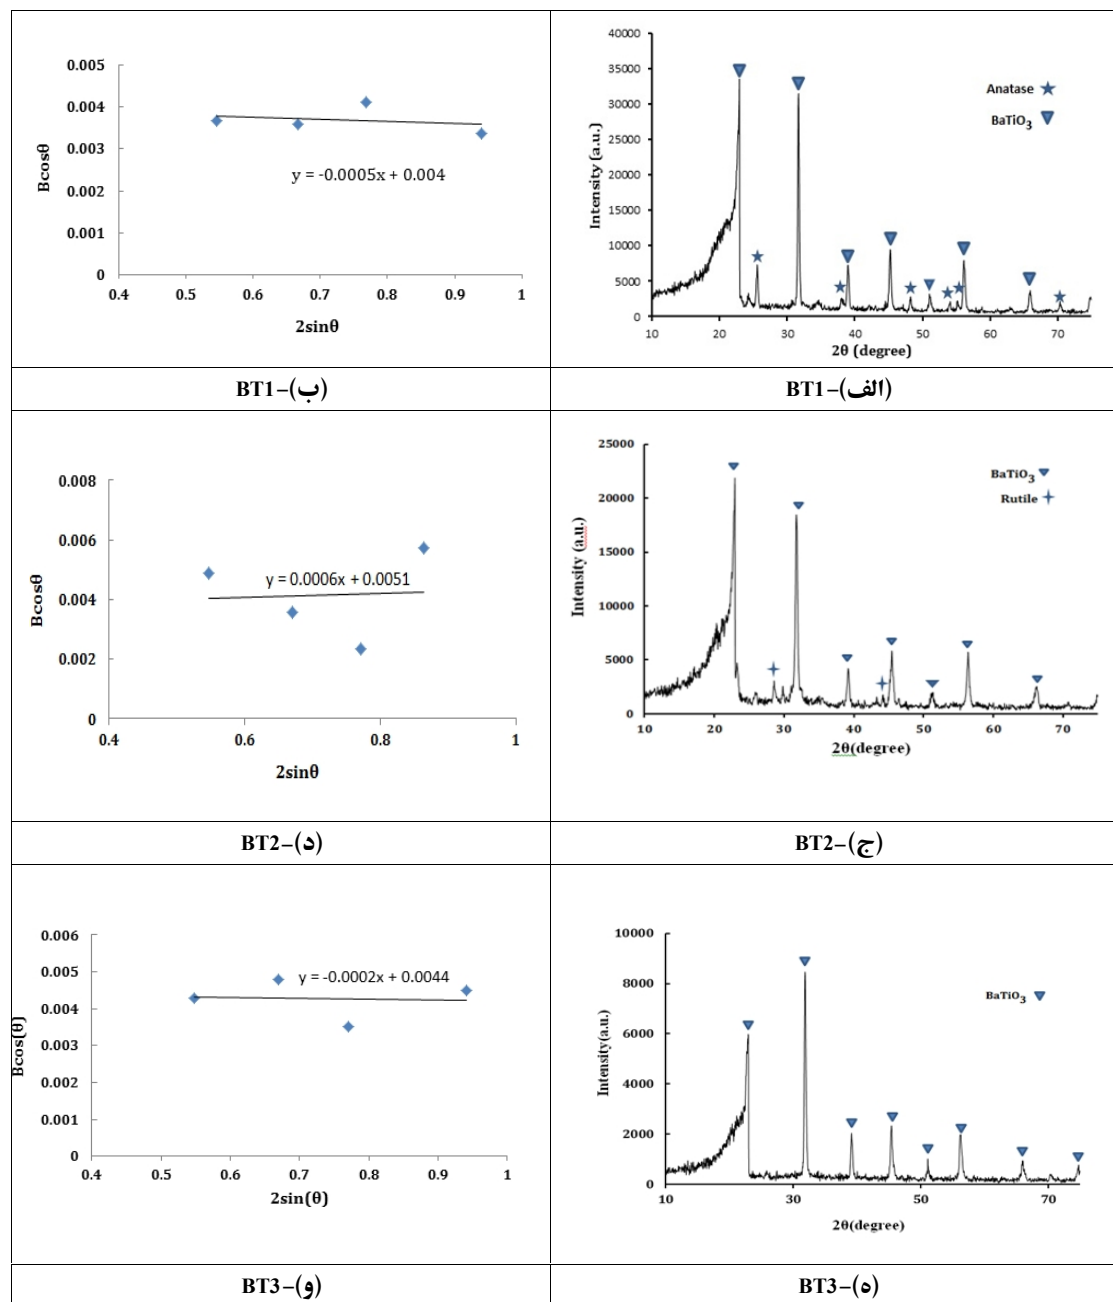 0.005
0.004
0.003
0.002
0.001
0
0.4 0.5 0.6 0.7 0.8 0.9 1
Bcosθ
2sinθ
y = -0.0005x + 0.004
40000
35000
30000
25000
20000
15000
10000
5000
0
10 20 30 40 50 60 70
Intensity (a.u.)
2θ (degree)
Anatase
BaTiO₃
BT1-(ب)
BT1-(الف)
0.008
0.006
0.004
0.002
0
0.4 0.6 0.8 1
Bcosθ
2sinθ
y = 0.0006x + 0.0051
25000
20000
15000
10000
5000
0
10 20 30 40 50 60 70
Intensity (a.u.)
2θ(degree)
BaTiO₃
Rutile
BT2-(د)
BT2-(ج)
0.006
0.005
0.004
0.003
0.002
0.001
0
0.4 0.5 0.6 0.7 0.8 0.9 1
Bcos(θ)
2sin(θ)
y = -0.0002x + 0.0044
10000
8000
6000
4000
2000
0
10 30 50 70
Intensity(a.u.)
2θ(degree)
BaTiO₃
BT3-(و)
BT3-(ه)